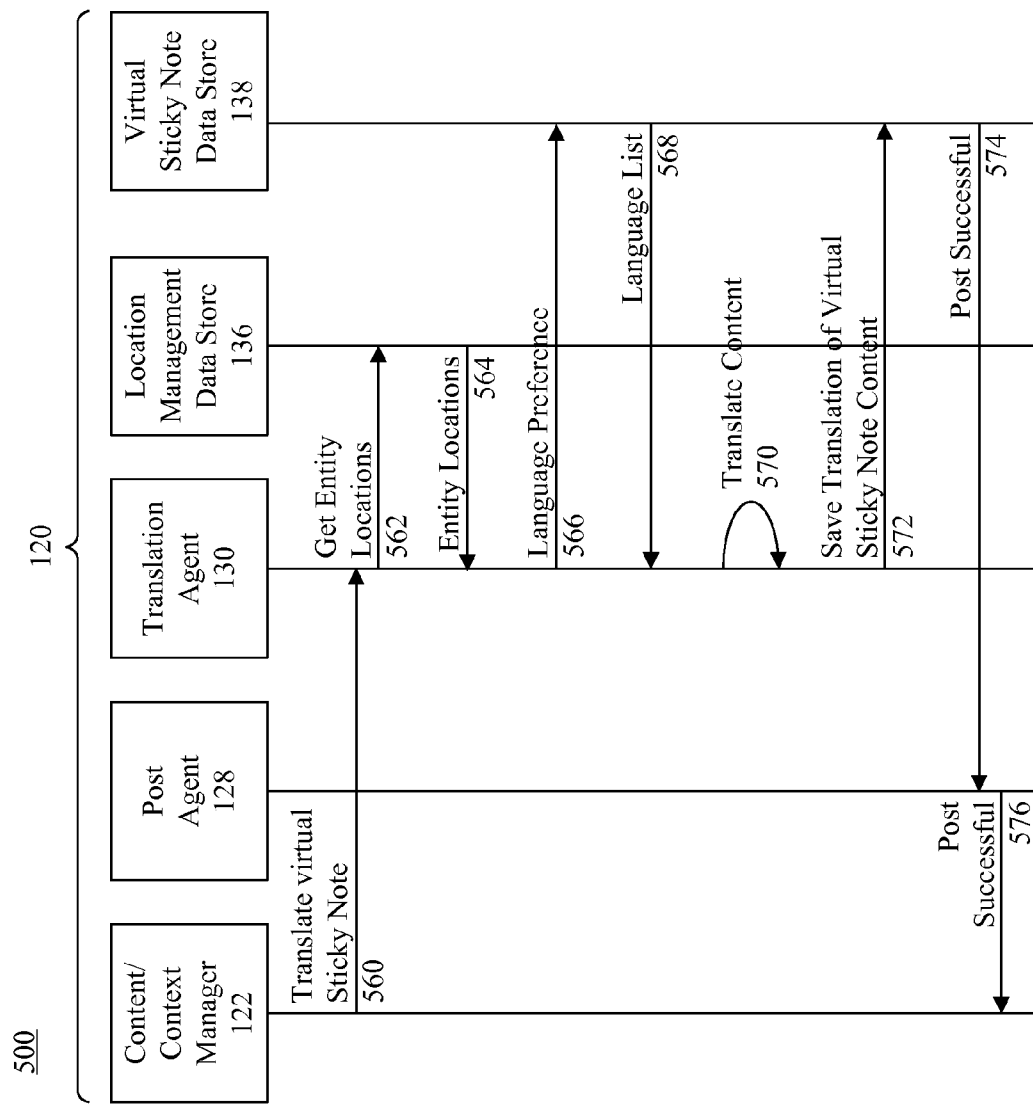 500
120
Content/
Context
Manager
122
Post
Agent
128
Translation
Agent
130
Location
Management
Data Store
136
Virtual
Sticky Note
Data Store
138
Translate virtual
Sticky Note
560
Get Entity
Locations
562
Entity Locations
564
Language Preference
566
Language List
568
Translate Content
570
Save Translation of Virtual
Sticky Note Content
572
Post Successful
574
Post
Successful
576